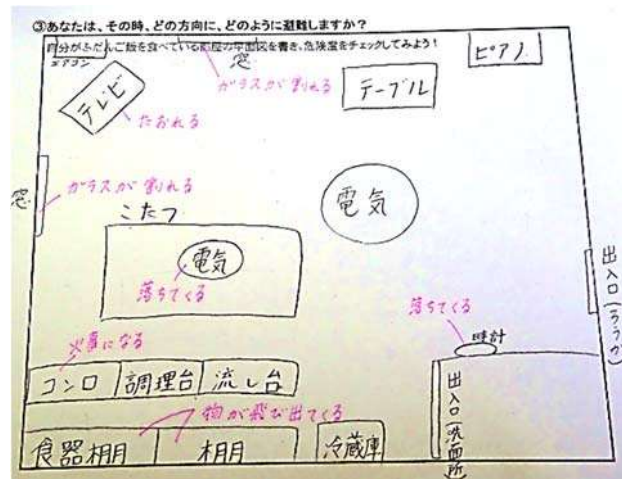 ③あなたは、その時、どの方向に、どのように避難しますか？
自分がふだんご飯を食べている部屋の平面図を書き、危険度をチェックしてみよう！
エアコン
窓
ピアノ
テレビ
ガラスが割れる
テーブル
たおれる
窓
ガラスが割れる
こたつ
電気
電気
落ちてくる
出入口(ろうか)
落ちてくる
時計
火事になる
コンロ
調理台
流し台
出入口(洗面所)
物が飛び出てくる
食器棚
棚
冷蔵庫